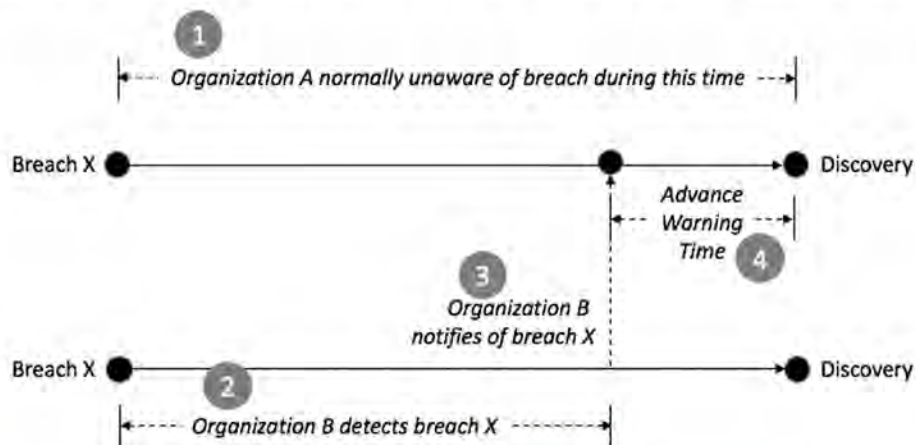 1
Organization A normally unaware of breach during this time
Breach X
Discovery
Advance
Warning
Time
4
3
Organization B
notifies of breach X
Breach X
Discovery
2
Organization B detects breach X